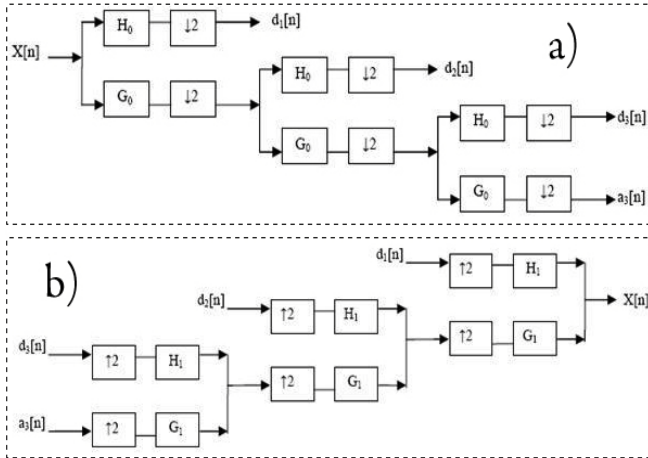 H₀ ↓2 d₁[n]
X[n] a)
G₀ ↓2 H₀ ↓2 d₂[n]
G₀ ↓2 H₀ ↓2 d₃[n]
G₀ ↓2 a₃[n]
b) d₁[n] ↑2 H₁
d₂[n] ↑2 H₁ X[n]
d₃[n] ↑2 H₁ ↑2 G₁ ↑2 G₁
a₃[n] ↑2 G₁